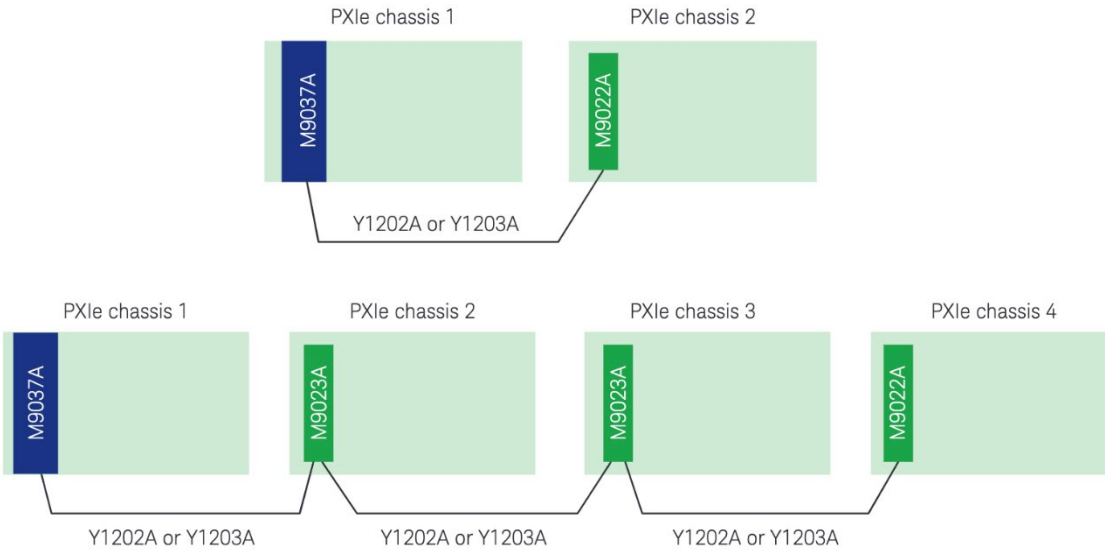 PXIe chassis 1
PXIe chassis 2
M9037A
M9022A
Y1202A or Y1203A
PXIe chassis 1
PXIe chassis 2
PXIe chassis 3
PXIe chassis 4
M9037A
M9023A
M9023A
M9022A
Y1202A or Y1203A
Y1202A or Y1203A
Y1202A or Y1203A